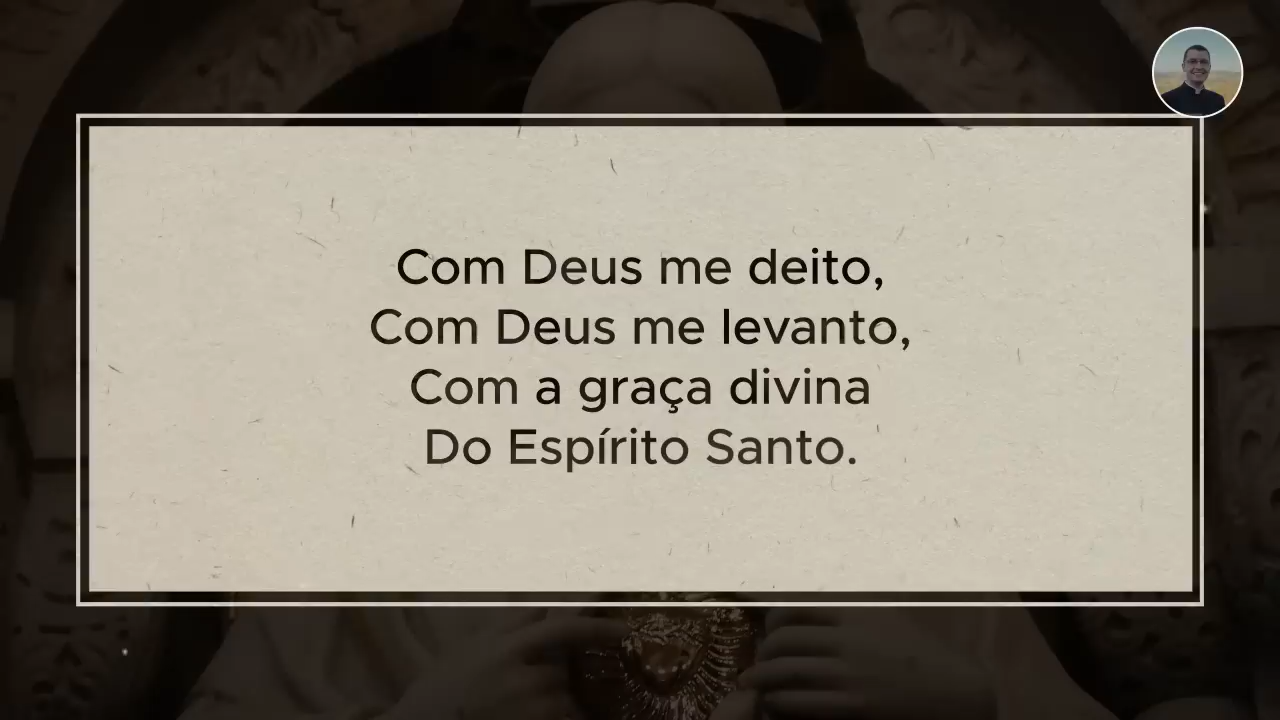 Com Deus me deito,
Com Deus me levanto,
Com a graça divina
Do Espírito Santo.